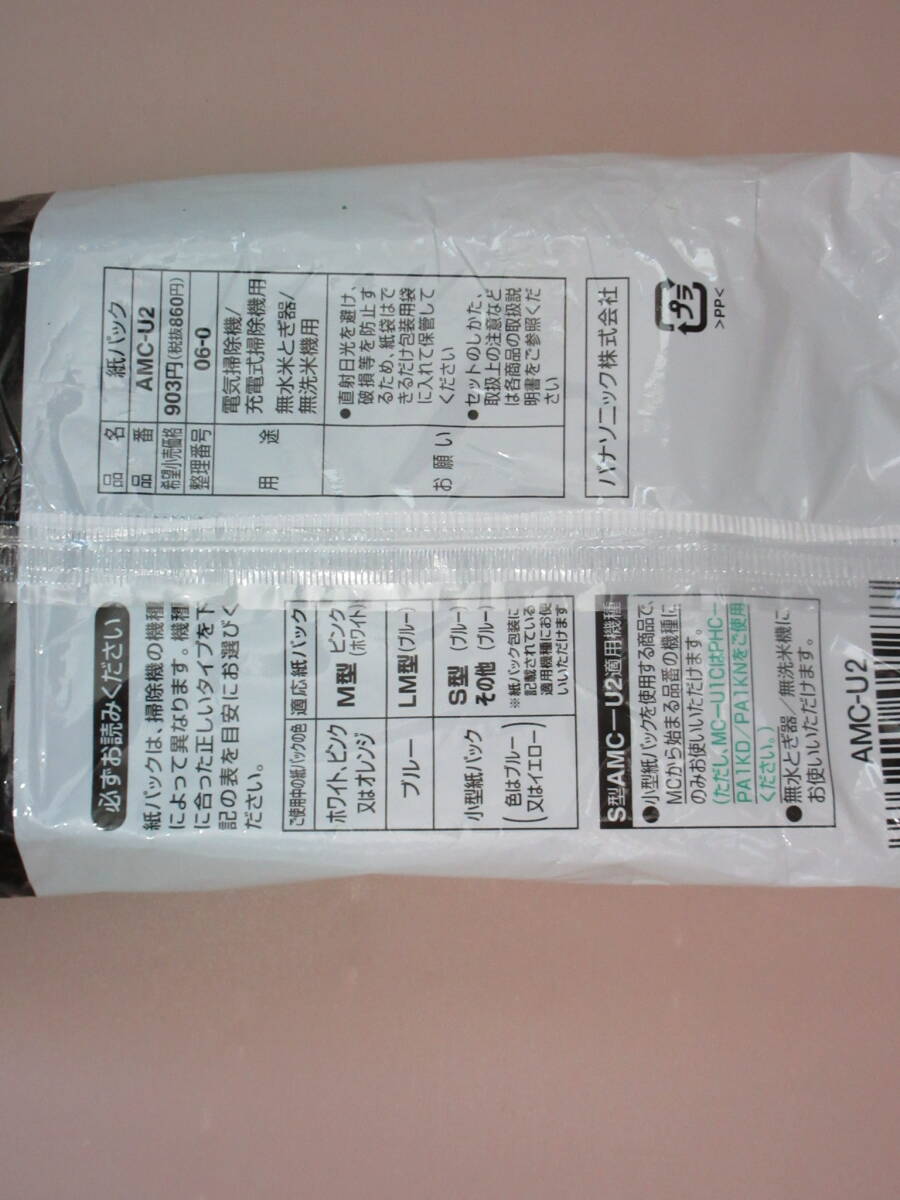 必ずお読みください
紙パックは、掃除機の機種
によって異なります。機種
に合った正しいタイプを下
記の表を目安にお選びく
ださい。
ご使用中の紙パックの色 適応紙パック
ホワイト、ピンク
又はオレンジ
M型 ピンク
(ホワイト)
ブルー LM型(ブルー)
小型紙パック
(色はブルー
又はイエロー)
S型 (ブルー)
その他 (ブルー)
※紙パック包装に
記載されている
適用機種にお使
いいただけます
S型AMC-U2適用機種
●小型紙パックを使用する商品で、
MCから始まる品番の機種に
のみお使いいただけます。
(ただし、MC-U1CはPHC-
PA1KD/PA1KNをご使用
ください。)
●無水とぎ器/無洗米機に
お使いいただけます。
AMC-U2
品名 紙パック
品番 AMC-U2
希望小売価格 903円(税抜860円)
整理番号 06-0
用途 電気掃除機/
充電式掃除機用
無水米とぎ器/
無洗米機用
お願い
●直射日光を避け、
破損等を防止す
るため、紙袋はで
きるだけ包装用袋
に入れて保管して
ください
●セットのしかた、
取扱上の注意など
は各商品の取扱説
明書をご参照くだ
さい
パナソニック株式会社
プラ
>PP<